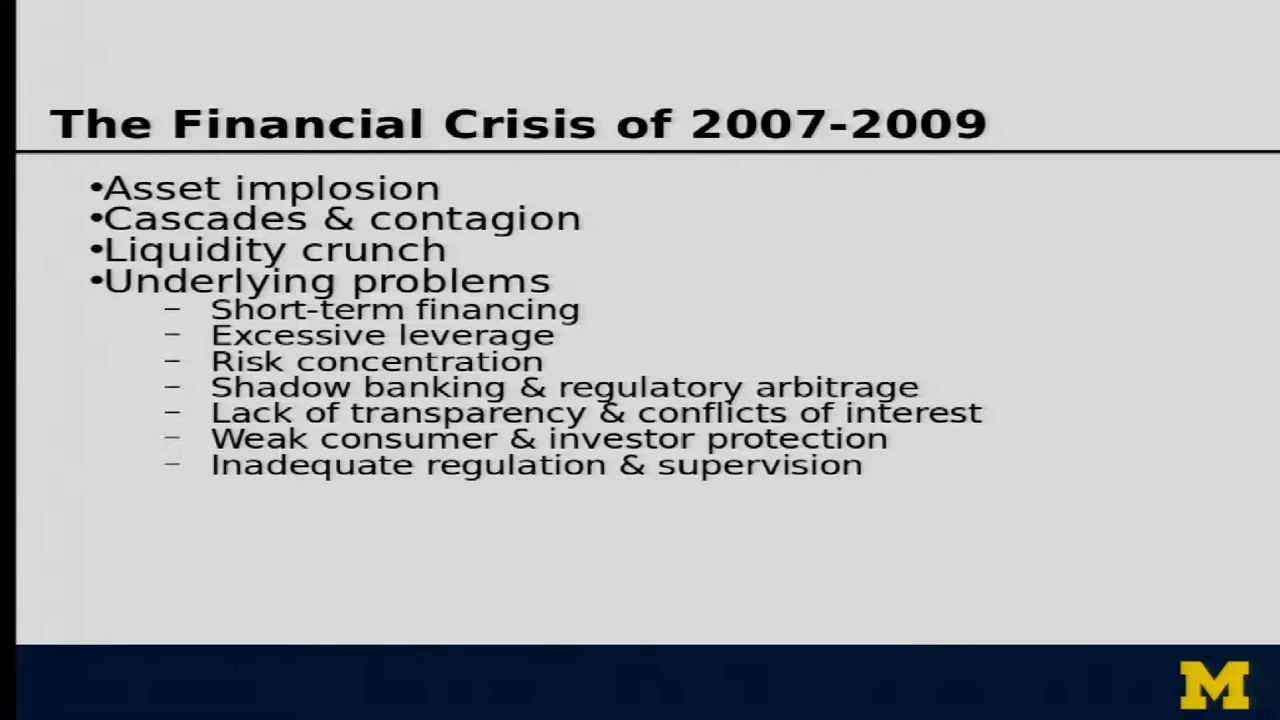 The Financial Crisis of 2007-2009
•Asset implosion
•Cascades & contagion
•Liquidity crunch
•Underlying problems
– Short-term financing
– Excessive leverage
– Risk concentration
– Shadow banking & regulatory arbitrage
– Lack of transparency & conflicts of interest
– Weak consumer & investor protection
– Inadequate regulation & supervision
M